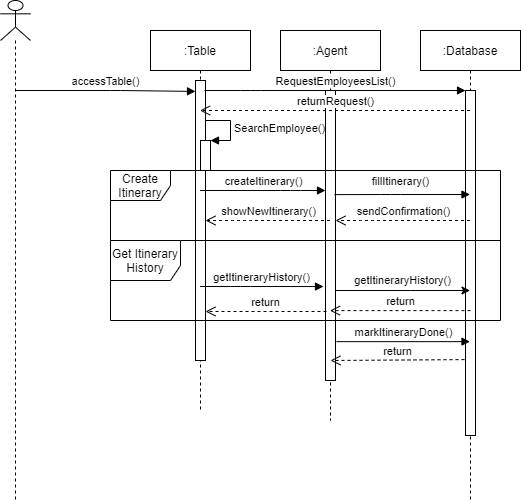 :Table
:Agent
:Database
accessTable()
RequestEmployeesList()
returnRequest()
SearchEmployee()
Create
Itinerary
createItinerary()
fillItinerary()
showNewItinerary()
sendConfirmation()
Get Itinerary
History
getItineraryHistory()
getItineraryHistory()
return
return
markItineraryDone()
return